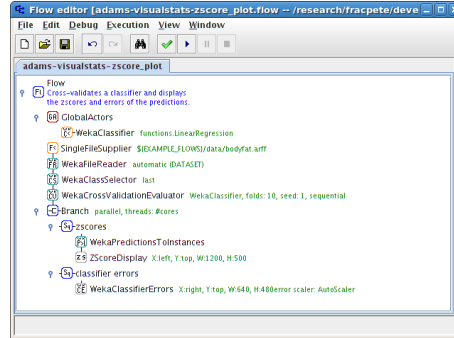 Flow editor [adams-visualstats-zscore_plot.flow -- /research/fracpete/deve
File Edit Debug Execution View Window
adams-visualstats-zscore_plot
Flow
Cross-validates a classifier and displays
the zscores and errors of the predictions.
GlobalActors
WekaClassifier functions.LinearRegression
SingleFileSupplier ${EXAMPLE_FLOWS}/data/bodyfat.arff
WekaFileReader automatic (DATASET)
WekaClassSelector last
WekaCrossValidationEvaluator WekaClassifier, folds: 10, seed: 1, sequential
Branch parallel, threads: #cores
zscores
WekaPredictionsToInstances
ZScoreDisplay X:left, Y:top, W:1200, H:500
classifier errors
WekaClassifierErrors X:right, Y:top, W:640, H:480error scaler: AutoScaler